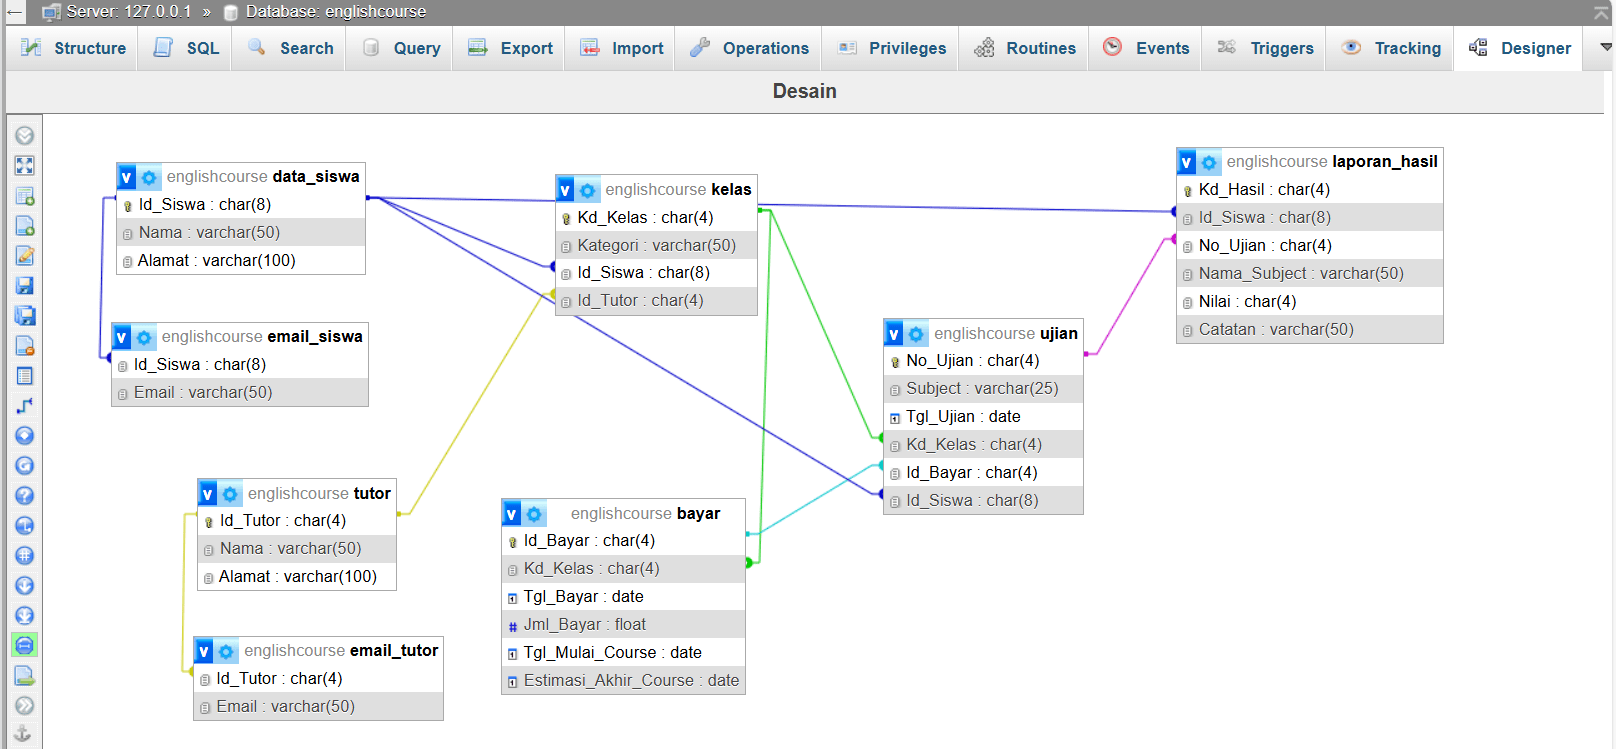 Server: 127.0.0.1 » Database: englishcourse
Structure SQL Search Query Export Import Operations Privileges Routines Events Triggers Tracking Designer
Desain
englishcourse data_siswa
Id_Siswa : char(8)
Nama : varchar(50)
Alamat : varchar(100)
englishcourse email_siswa
Id_Siswa : char(8)
Email : varchar(50)
englishcourse tutor
Id_Tutor : char(4)
Nama : varchar(50)
Alamat : varchar(100)
englishcourse email_tutor
Id_Tutor : char(4)
Email : varchar(50)
englishcourse kelas
Kd_Kelas : char(4)
Kategori : varchar(50)
Id_Siswa : char(8)
Id_Tutor : char(4)
englishcourse bayar
Id_Bayar : char(4)
Kd_Kelas : char(4)
Tgl_Bayar : date
Jml_Bayar : float
Tgl_Mulai_Course : date
Estimasi_Akhir_Course : date
englishcourse ujian
No_Ujian : char(4)
Subject : varchar(25)
Tgl_Ujian : date
Kd_Kelas : char(4)
Id_Bayar : char(4)
Id_Siswa : char(8)
englishcourse laporan_hasil
Kd_Hasil : char(4)
Id_Siswa : char(8)
No_Ujian : char(4)
Nama_Subject : varchar(50)
Nilai : char(4)
Catatan : varchar(50)